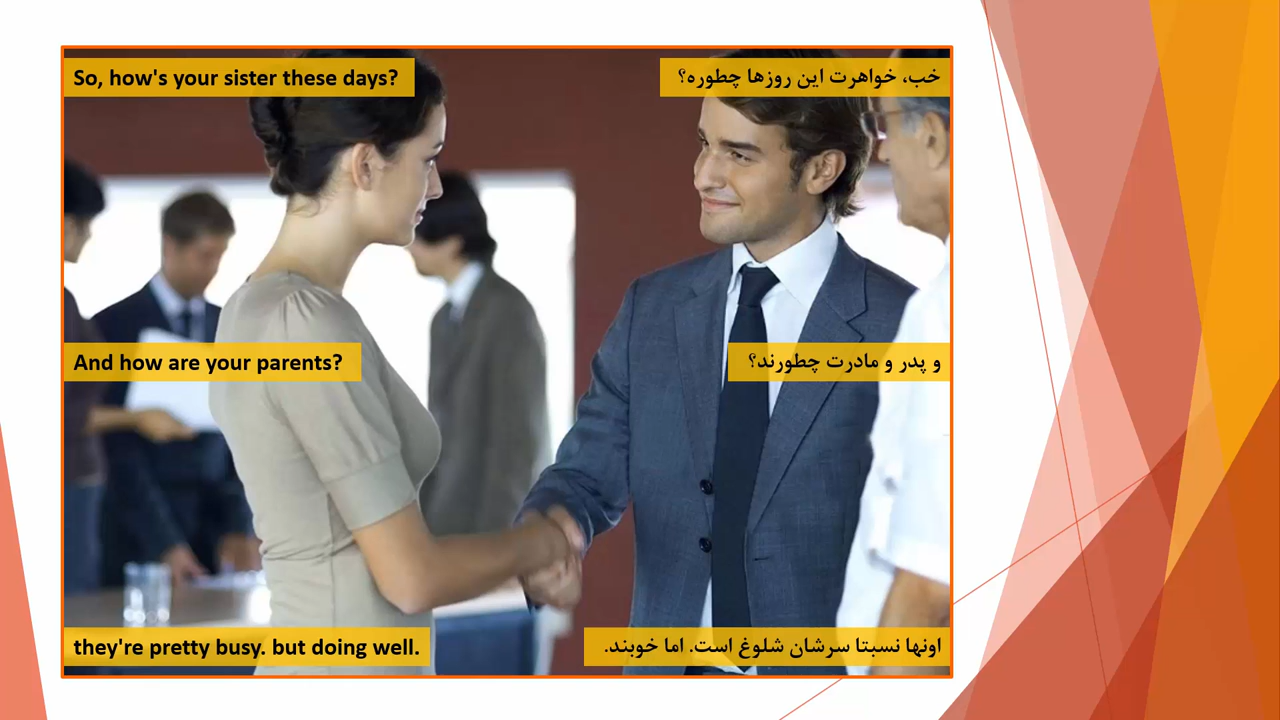 So, how's your sister these days?
خب، خواهرت این روزها چطوره؟
And how are your parents?
و پدر و مادرت چطورند؟
they're pretty busy. but doing well.
اونها نسبتا سرشان شلوغ است. اما خوبند.